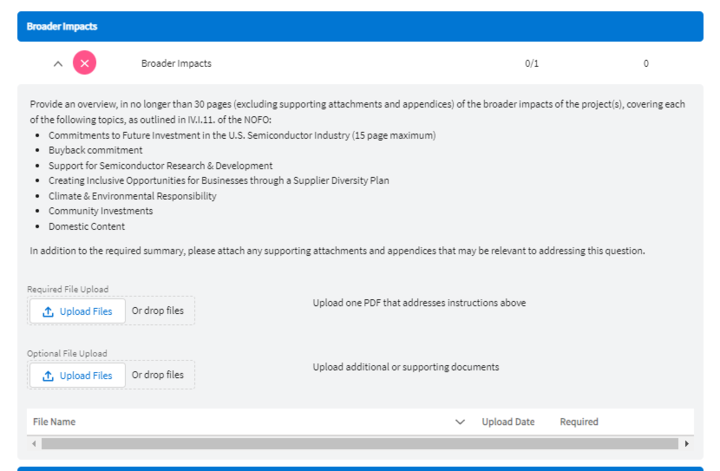 Broader Impacts
Broader Impacts 0/1 0
Provide an overview, in no longer than 30 pages (excluding supporting attachments and appendices) of the broader impacts of the project(s), covering each
of the following topics, as outlined in IV.I.11. of the NOFO:
• Commitments to Future Investment in the U.S. Semiconductor Industry (15 page maximum)
• Buyback commitment
• Support for Semiconductor Research & Development
• Creating Inclusive Opportunities for Businesses through a Supplier Diversity Plan
• Climate & Environmental Responsibility
• Community Investments
• Domestic Content
In addition to the required summary, please attach any supporting attachments and appendices that may be relevant to addressing this question.
Required File Upload
Upload Files Or drop files Upload one PDF that addresses instructions above
Optional File Upload
Upload Files Or drop files Upload additional or supporting documents
File Name Upload Date Required